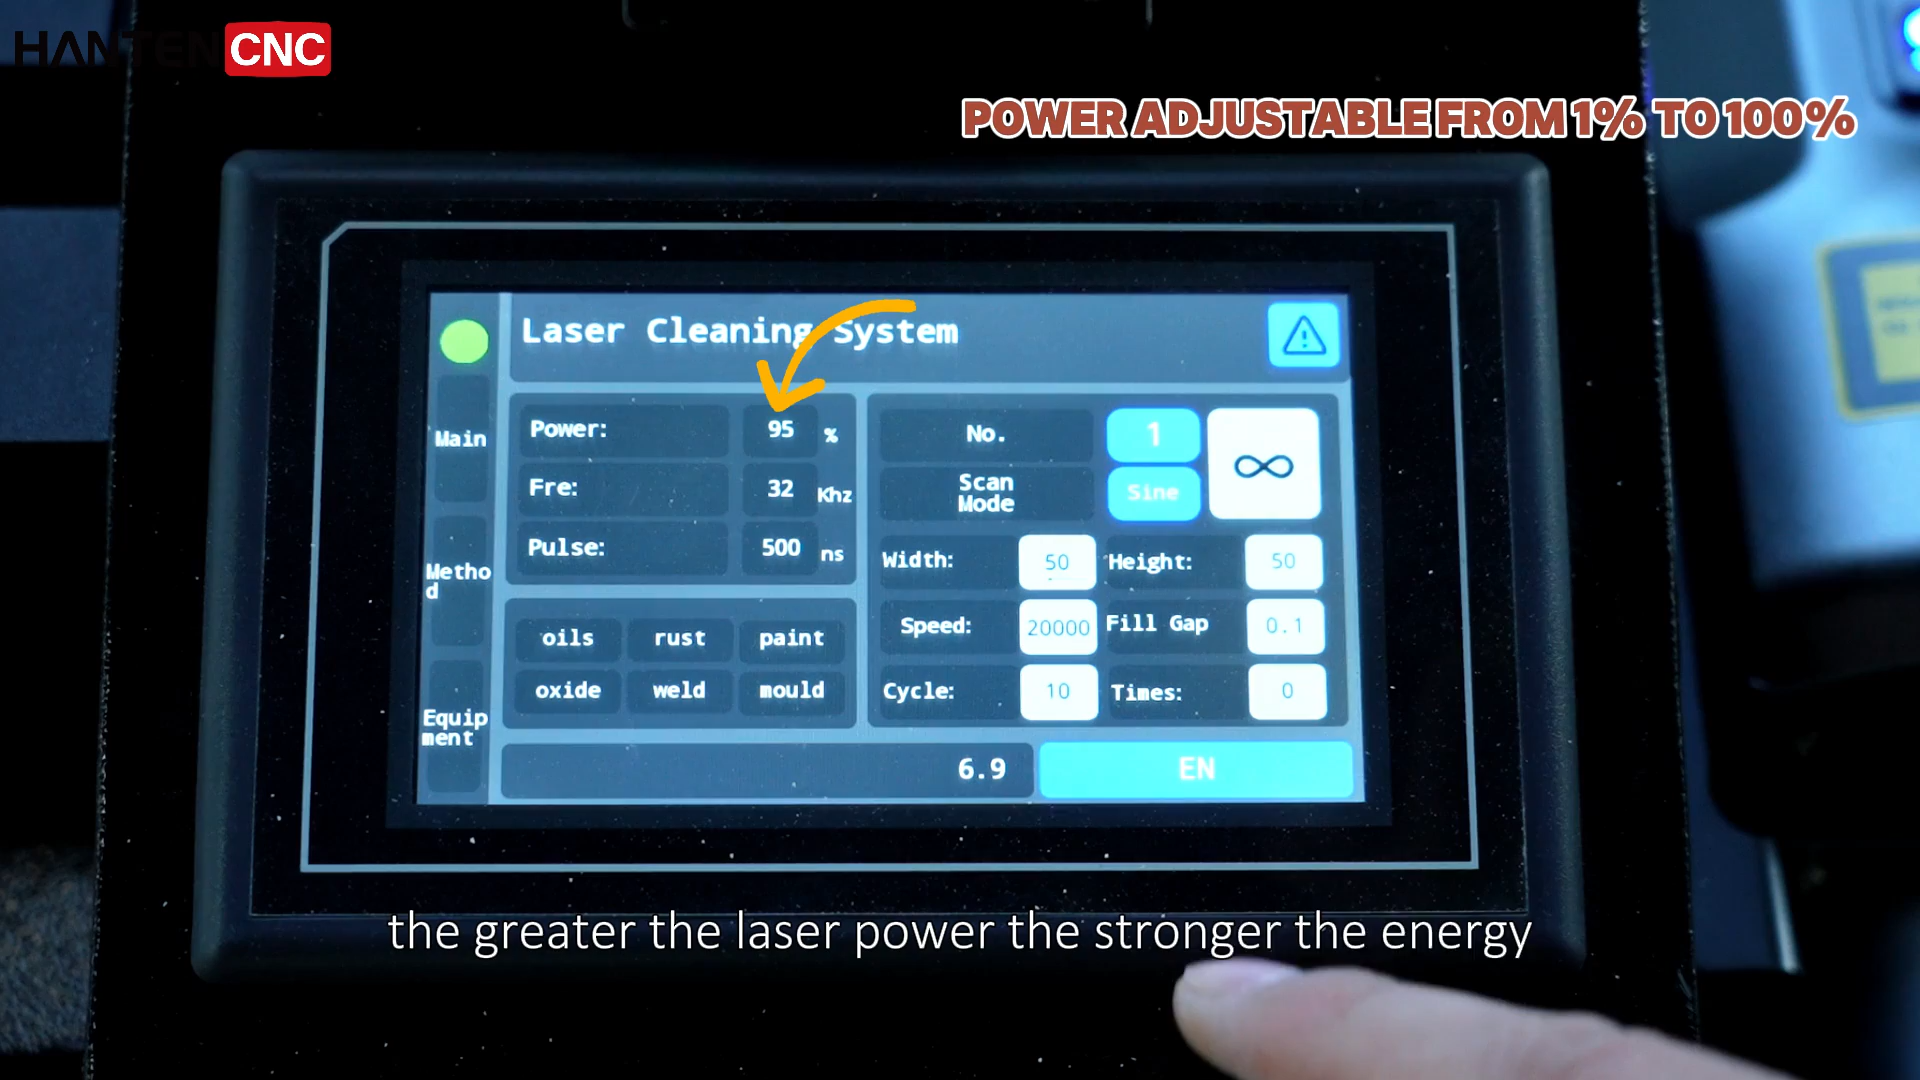 HANTENCNC
POWER ADJUSTABLE FROM 1% TO 100%
Laser Cleaning System
Main
Metho
d
Equip
ment
Power: 95 %
Fre: 32 Khz
Pulse: 500 ns
oils rust paint
oxide weld mould
No. 1 ∞
Scan
Mode
Sine
Width: 50 Height: 50
Speed: 20000 Fill Gap 0.1
Cycle: 10 Times: 0
6.9 EN
the greater the laser power the stronger the energy